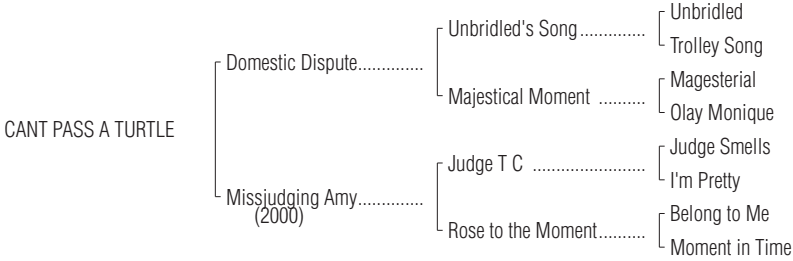 Unbridled
Unbridled's Song..............
Trolley Song
Domestic Dispute..............
Magesterial
Majestical Moment ..........
Olay Monique
CANT PASS A TURTLE
Judge Smells
Judge T C ........................
I'm Pretty
Missjudging Amy..............
(2000)
Belong to Me
Rose to the Moment..........
Moment in Time